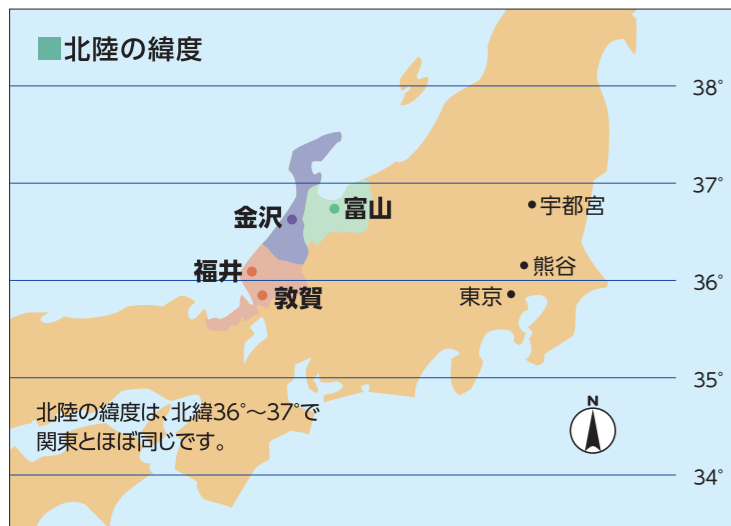 北陸の緯度
38°
37°
金沢
富山
宇都宮
福井
熊谷
36°
敦賀
東京
35°
北陸の緯度は、北緯36°〜37°で
関東とほぼ同じです。
N
34°